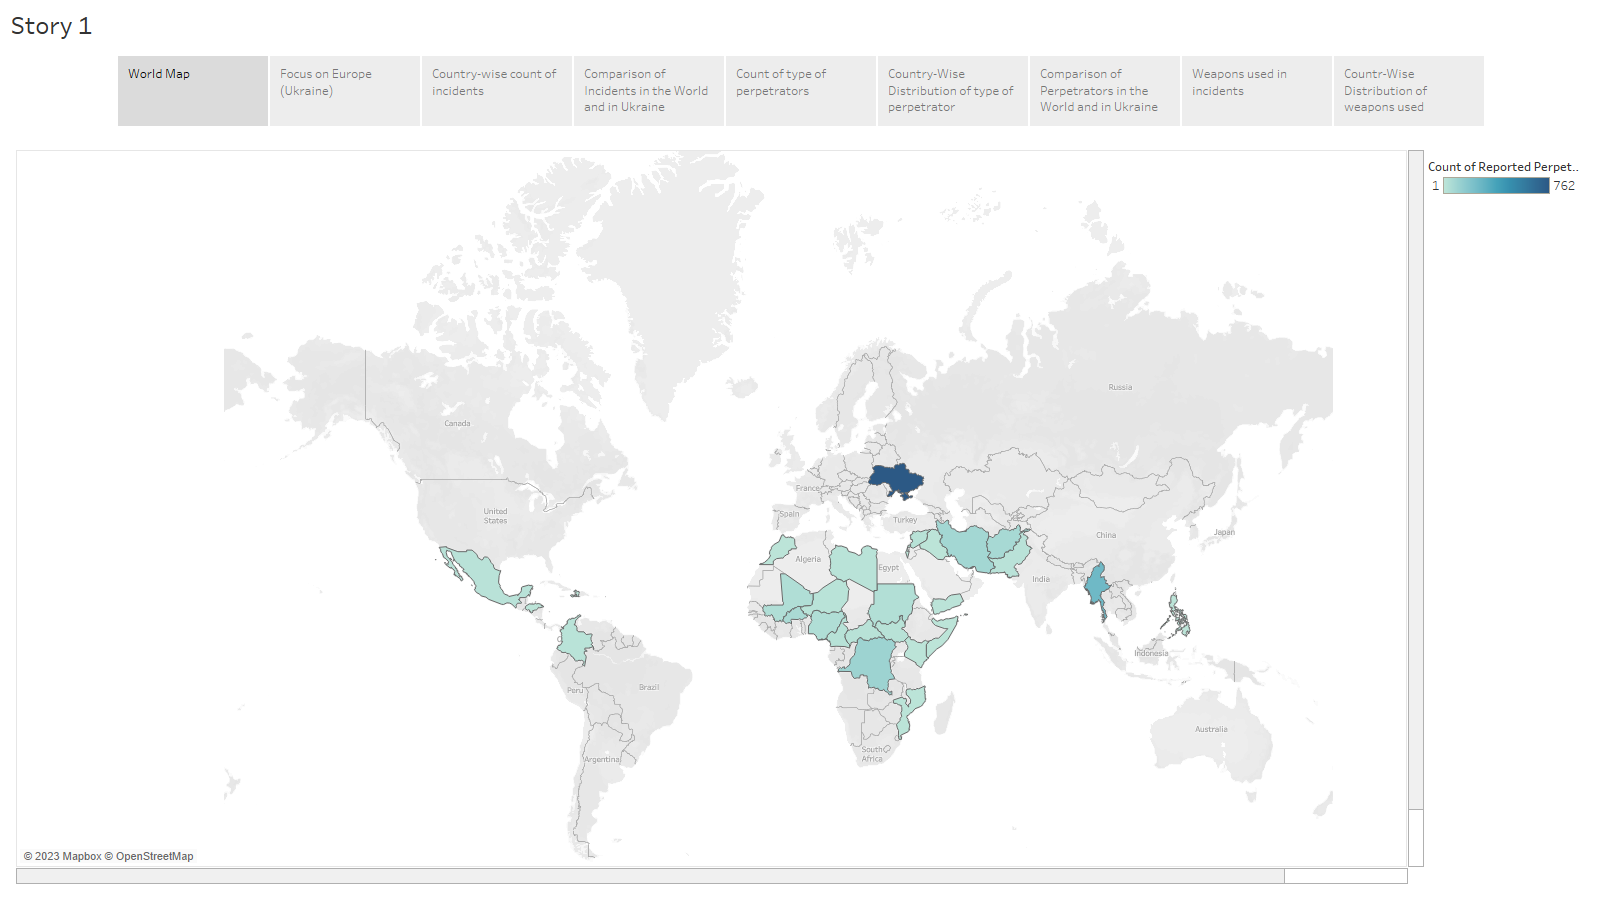 Story 1
World Map
Focus on Europe
(Ukraine)
Country-wise count of
incidents
Comparison of
Incidents in the World
and in Ukraine
Count of type of
perpetrators
Country-Wise
Distribution of type of
perpetrator
Comparison of
Perpetrators in the
World and in Ukraine
Weapons used in
incidents
Countr-Wise
Distribution of
weapons used
Count of Reported Perpet..
1 762
Russia
Canada
France
United
States
Spain
Turkey
China
Japan
Algeria
Egypt
India
Indonesia
Peru
Brazil
Australia
South
Africa
Argentina
© 2023 Mapbox © OpenStreetMap